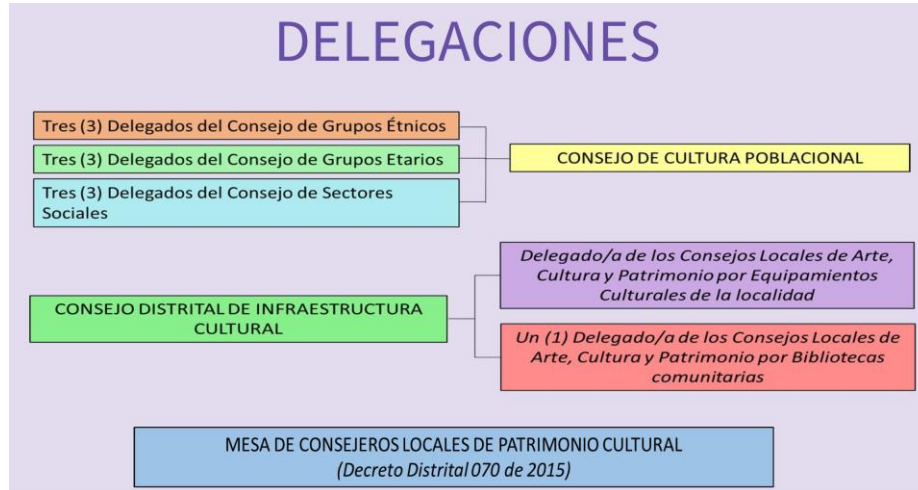 DELEGACIONES
Tres (3) Delegados del Consejo de Grupos Étnicos
Tres (3) Delegados del Consejo de Grupos Etarios
Tres (3) Delegados del Consejo de Sectores
Sociales
CONSEJO DE CULTURA POBLACIONAL
CONSEJO DISTRITAL DE INFRAESTRUCTURA
CULTURAL
Delegado/a de los Consejos Locales de Arte,
Cultura y Patrimonio por Equipamientos
Culturales de la localidad
Un (1) Delegado/a de los Consejos Locales de
Arte, Cultura y Patrimonio por Bibliotecas
comunitarias
MESA DE CONSEJEROS LOCALES DE PATRIMONIO CULTURAL
(Decreto Distrital 070 de 2015)